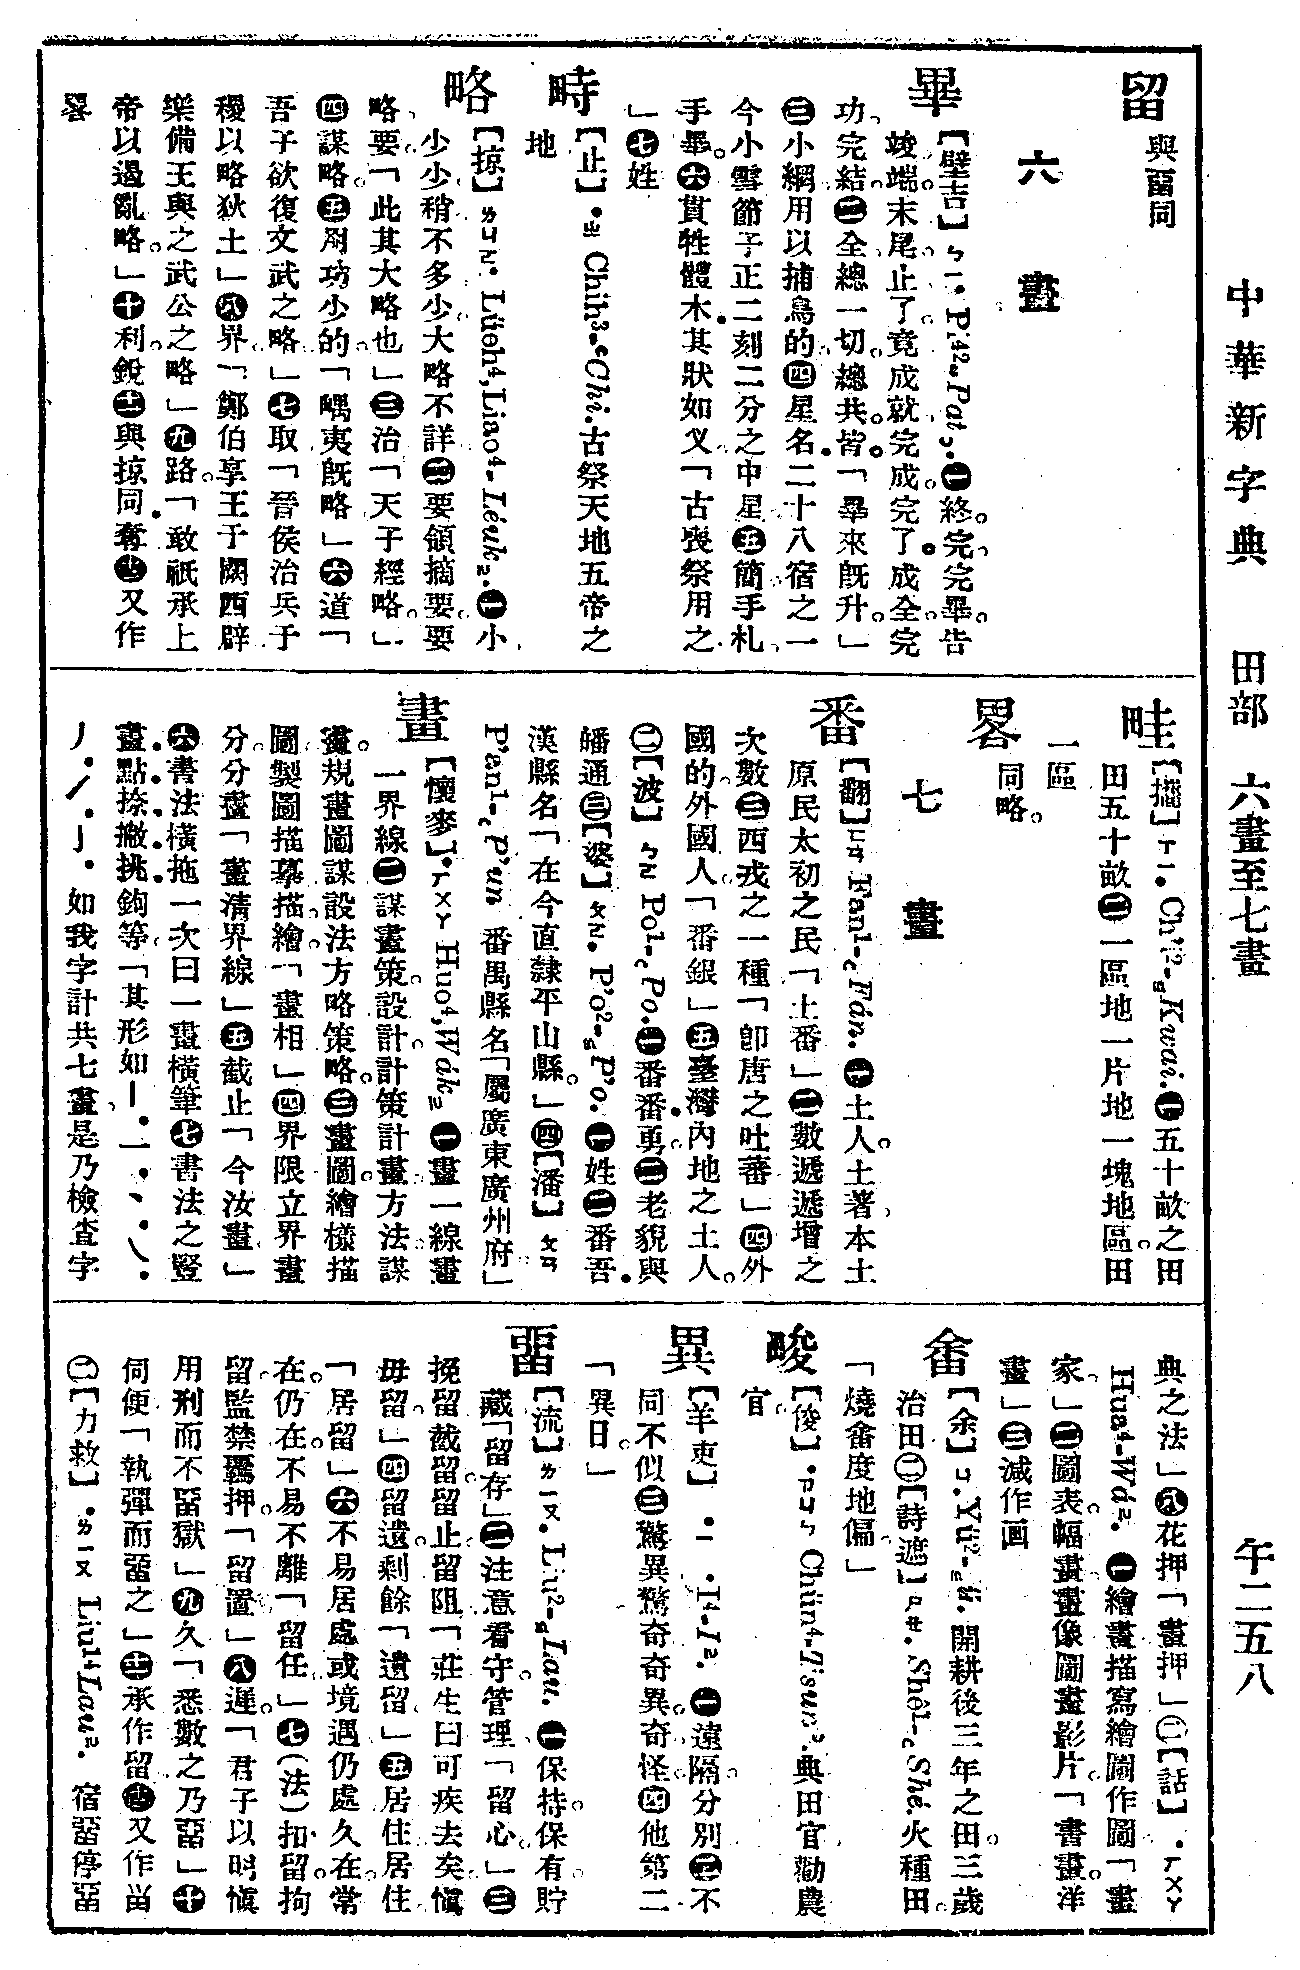 中華新字典 田部 六畫至七畫 午二五八
留
與畱同
六 畫
畢
【壁吉】ㄅㄧ. Pi⁴². Pat. ㊀終。完完畢告
竣。端。末尾止了。竟成就完成。完了。成全。完
功。完結。㊁全總一切。總共。皆。「畢來旣升。」
㊂小網用以捕鳥的。㊃星名二十八宿之一
今小雪節子正二刻二分之中星㊄簡。手札
手畢。㊅貫牲體木。其狀如叉「古喪祭用之
」㊆姓
畤
【止】.ㄓ Chih³. Chi. 古祭天地五帝之
地
略
【掠】ㄌㄩㄝ. Lüeh⁴, Liao⁴. Léuk. ㊀小
少少。稍不多少。大略不詳㊁要領摘要。要
略要。「此其大略也」㊂治「天子經略。」
㊃謀略。㊄用功少的。「嵎夷旣略」㊅道「
吾子欲復文武之略。」㊆取「晉侯治兵于
稷以略狄土」㊇界「鄭伯享王于闕西辟
樂備王與之武公之略」㊈路。「敢祇承上
帝以遏亂略。」㊉利。銳⑪與掠同。奪⑫又作
畧
畦
【攜】ㄒㄧ. Ch'i². Kwai. ㊀五十畝之田
田五十畝㊁一區地一片地一塊地區。田
一區
畧
同略。
七 畫
番
【翻】ㄈㄢ Fan¹. Fán. ㊀土人。土著本土
原民太初之民「土番」㊁數遞遞增之
次數㊂西戎之一種「卽唐之吐蕃」㊃外
國的。外國人「番銀」㊄臺灣內地之土人。
㊁【波】ㄅㄛ Po¹. Po. ㊀番番勇。㊁老貌與
皤通㊂【婆】ㄆㄛ. P'o². P'o. ㊀姓㊁番吾
漢縣名「在今直隸平山縣。」㊃【潘】ㄆㄢ
P'an¹. P'un 番禺縣名「屬廣東廣州府」
畫
【懷麥】.ㄏㄨㄚ Huo⁴, Wák ㊀畫一線畫
一界線㊁謀畫策。設計。計策計畫。方法謀
畫。規畫圖謀設法方略策略。㊂畫圖。繪樣描
圖製圖描摹描。繪。「畫相」㊃界限立界畫
分。分畫「畫清界線」㊄截止「今汝畫」
㊅書法橫拖一次曰一畫橫筆㊆書法之豎
畫點捺撇挑鉤等。「其形如丨.一.丶.㇏.
丿.㇀.亅.如我字計共七畫是乃檢查字
典之法」㊇花押「畫押」㊁【話】.ㄏㄨㄚ
Hua⁴. Wá. ㊀繪畫描寫繪圖作圖「畫
家。」㊁圖表。幅畫畫像圖畫影片。「書畫。洋
畫」㊂減作画
畬
【余】ㄩ. Yü². ü. 開耕後三年之田。三歲
治田㊁【詩遮】ㄕㄝ. Shê¹. Shé. 火種田。
「燒畬度地偏。」
畯
【俊】.ㄗㄩㄣ Chün⁴. Tsun. 典田官勸農
官。
異
【羊吏】.ㄧ. I⁴. I. ㊀遠隔分別㊁不
同不似㊂驚異驚奇奇異。奇怪。㊃他第二
「異日。」
畱
【流】ㄌㄧㄡ. Liu². Lau. ㊀保持。保有。貯
藏「留存」㊁注意看守。管理「留心。」㊂
挽留截留。留止留阻「莊生曰可疾去矣愼
毋留。」㊃留遺。剩餘「遺留。」㊄居住居住
「居留」㊅不易居處或境遇仍處久在。常
在。仍在。不易不離「留任。」㊆(法)扣留。拘
留監禁羈押。「留置」㊇遲。「君子以明愼
用刑而不畱獄」㊈久「悉數之乃畱」㊉
伺便「執彈而畱之」⑪承作留⑫又作畄
㊁【力救】.ㄌㄧㄡ Liu⁴. Lau. 宿畱停畱